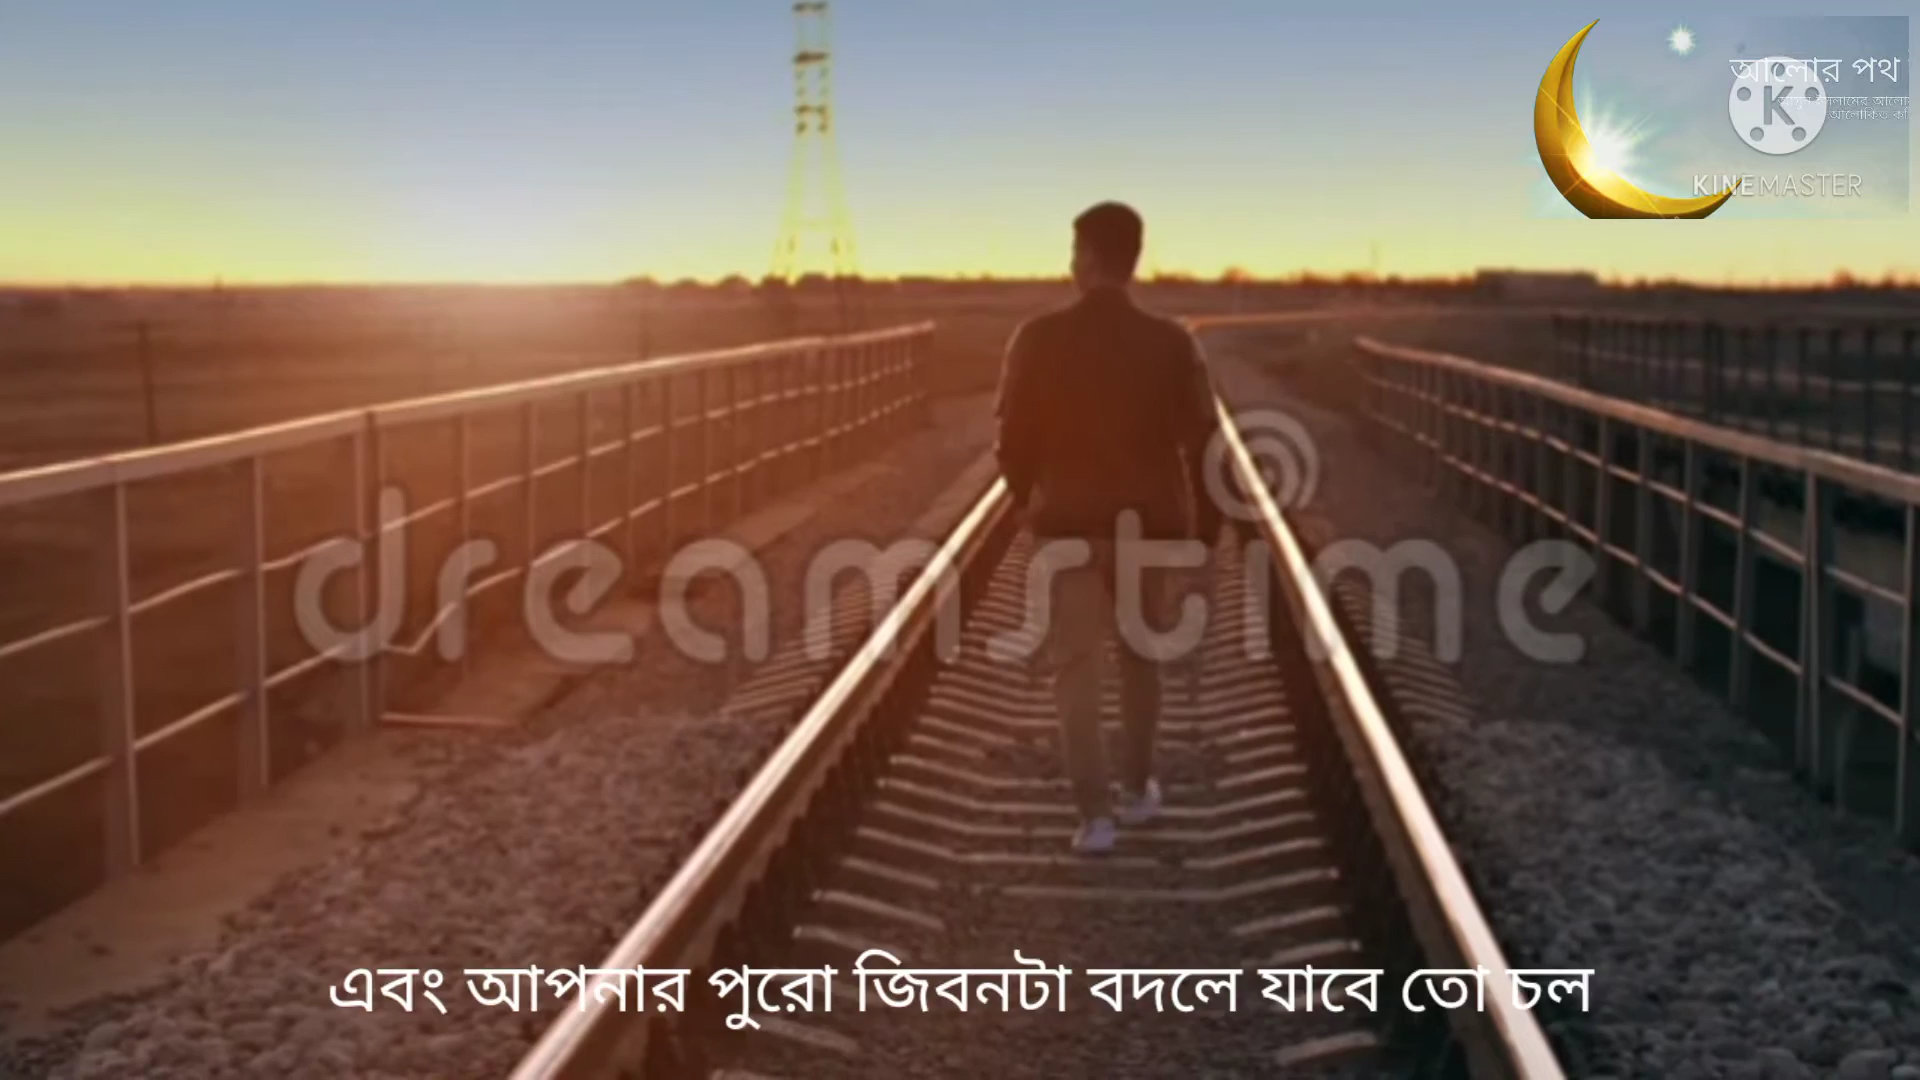 আলোর পথ
KINEMASTER
dreamstime
এবং আপনার পুরো জিবনটা বদলে যাবে তো চল